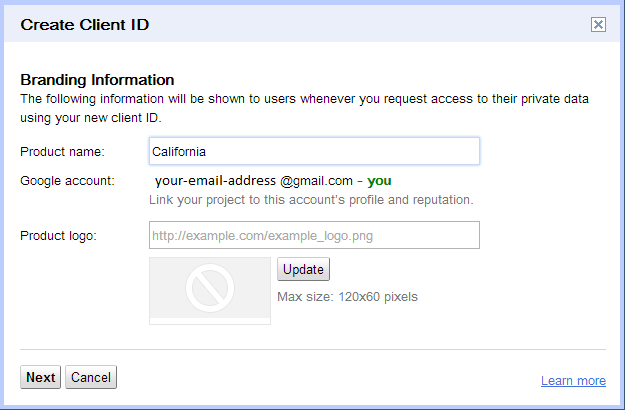 Create Client ID
Branding Information
The following information will be shown to users whenever you request access to their private data
using your new client ID.
Product name: California
Google account: your-email-address @gmail.com - you
Link your project to this account's profile and reputation.
Product logo: http://example.com/example_logo.png
Update
Max size: 120x60 pixels
Next Cancel Learn more